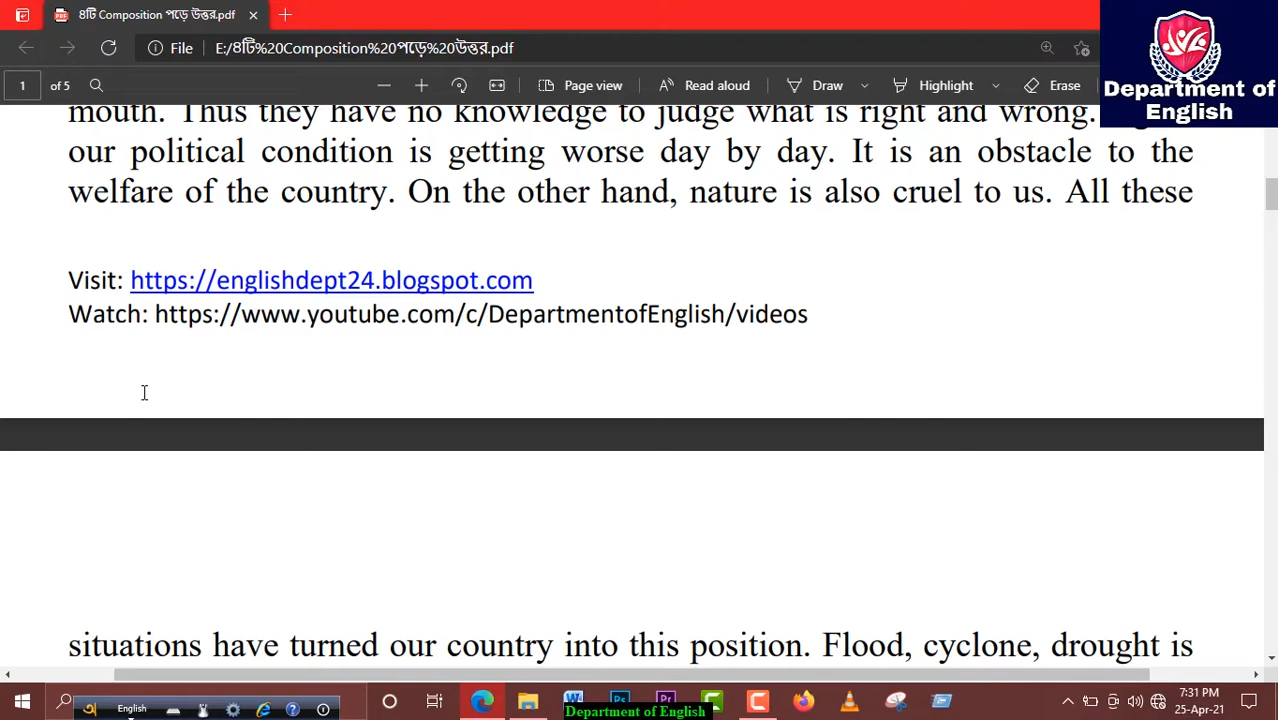 ৪টি Composition পড়ে উত্তর.pdf
File E:/৪টি%20Composition%20পড়ে%20উত্তর.pdf
1 of 5 Page view Read aloud Draw Highlight Erase
Department of
English
mouth. Thus they have no knowledge to judge what is right and wrong.
our political condition is getting worse day by day. It is an obstacle to the
welfare of the country. On the other hand, nature is also cruel to us. All these
Visit: https://englishdept24.blogspot.com
Watch: https://www.youtube.com/c/DepartmentofEnglish/videos
situations have turned our country into this position. Flood, cyclone, drought is
English
Department of English
7:31 PM
25-Apr-21